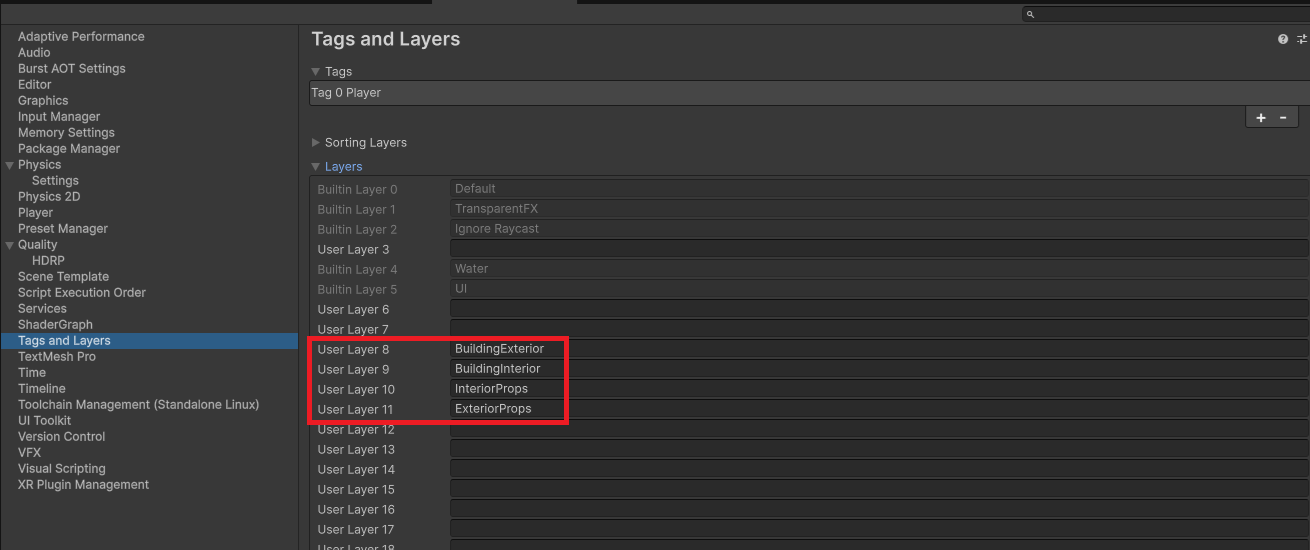 Adaptive Performance
Audio
Burst AOT Settings
Editor
Graphics
Input Manager
Memory Settings
Package Manager
Physics
Settings
Physics 2D
Player
Preset Manager
Quality
HDRP
Scene Template
Script Execution Order
Services
ShaderGraph
Tags and Layers
TextMesh Pro
Time
Timeline
Toolchain Management (Standalone Linux)
UI Toolkit
Version Control
VFX
Visual Scripting
XR Plugin Management
Tags and Layers
Tags
Tag 0 Player
+ -
Sorting Layers
Layers
Builtin Layer 0 Default
Builtin Layer 1 TransparentFX
Builtin Layer 2 Ignore Raycast
User Layer 3
Builtin Layer 4 Water
Builtin Layer 5 UI
User Layer 6
User Layer 7
User Layer 8 BuildingExterior
User Layer 9 BuildingInterior
User Layer 10 InteriorProps
User Layer 11 ExteriorProps
User Layer 12
User Layer 13
User Layer 14
User Layer 15
User Layer 16
User Layer 17
User Layer 18